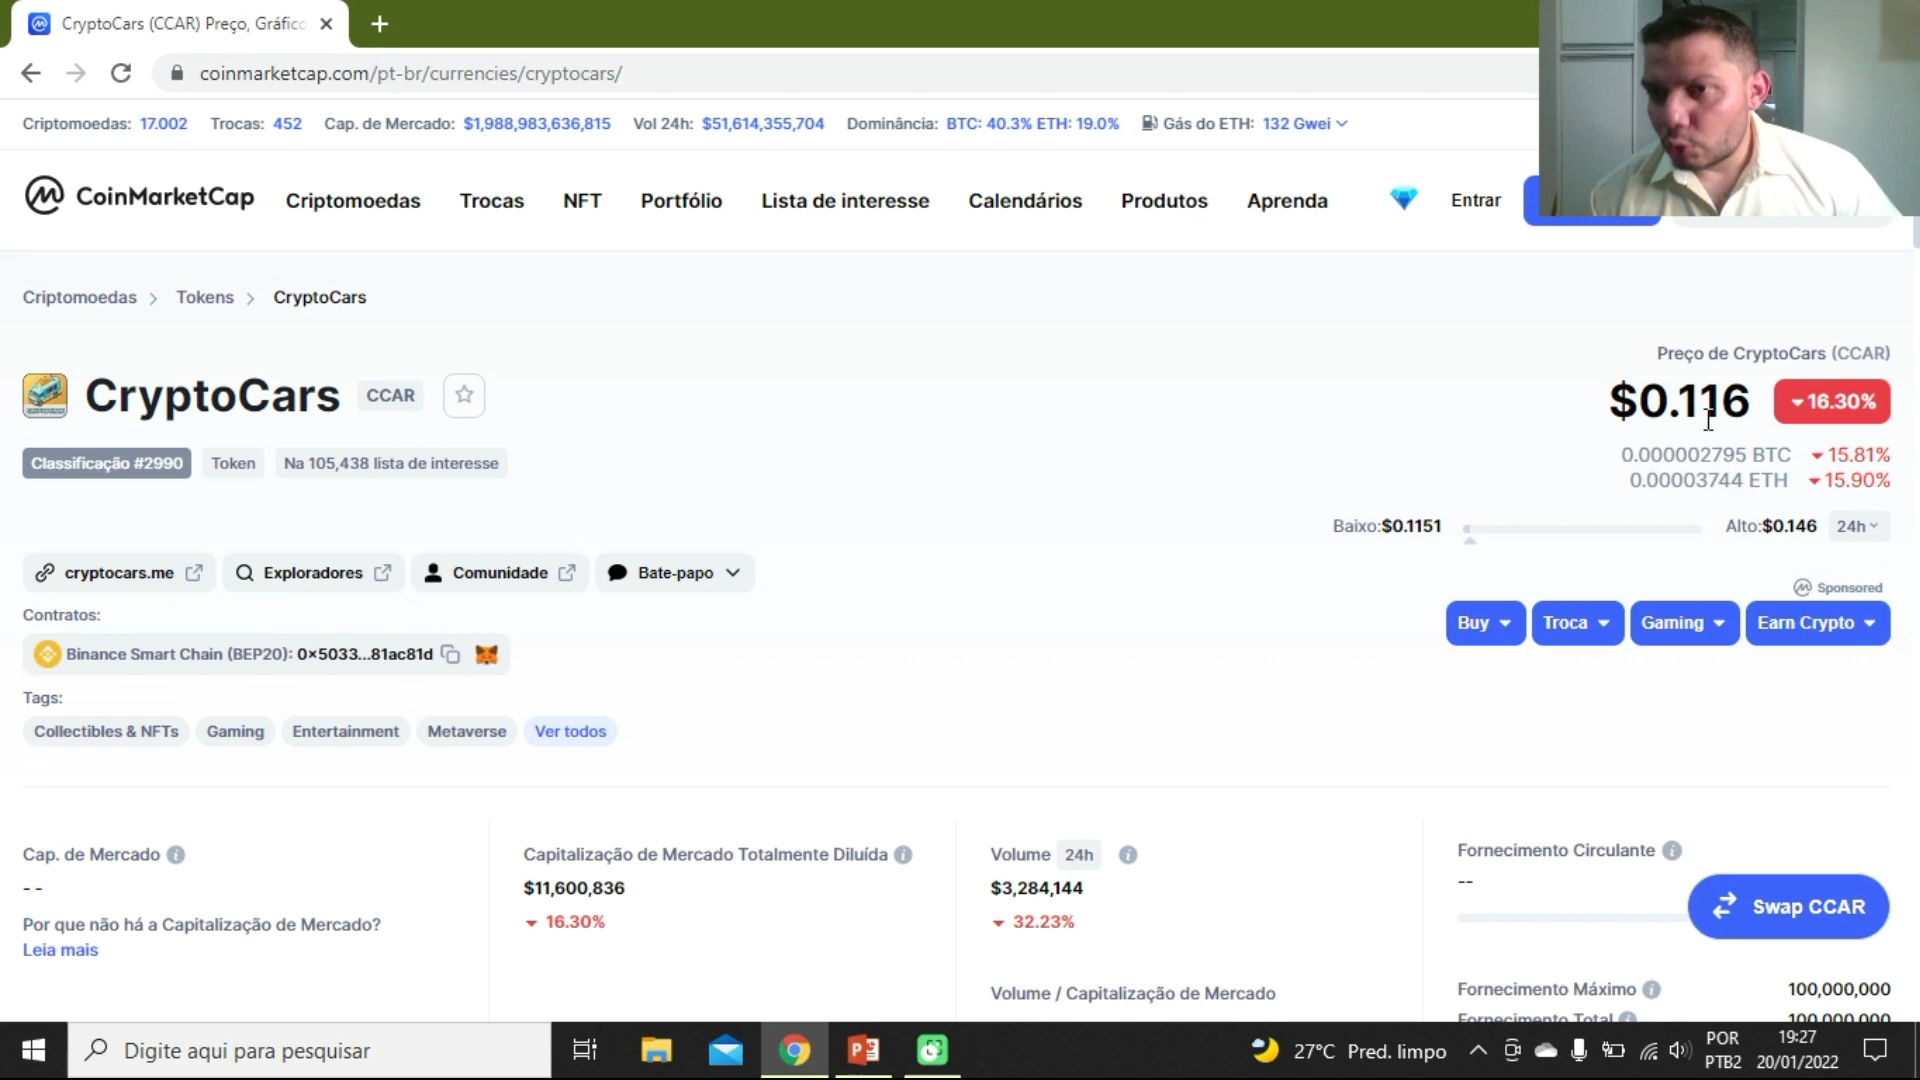 CryptoCars (CCAR) Preço, Gráfico
coinmarketcap.com/pt-br/currencies/cryptocars/
Criptomoedas: 17.002 Trocas: 452 Cap. de Mercado: $1,988,983,636,815 Vol 24h: $51,614,355,704 Dominância: BTC: 40.3% ETH: 19.0% Gás do ETH: 132 Gwei
CoinMarketCap Criptomoedas Trocas NFT Portfólio Lista de interesse Calendários Produtos Aprenda Entrar
Criptomoedas > Tokens > CryptoCars
Preço de CryptoCars (CCAR)
CryptoCars CCAR $0.116 16.30%
0.000002795 BTC 15.81%
Classificação #2990 Token Na 105,438 lista de interesse
0.00003744 ETH 15.90%
Baixo:$0.1151 Alto:$0.146 24h
cryptocars.me Exploradores Comunidade Bate-papo
Sponsored
Contratos:
Buy Troca Gaming Earn Crypto
Binance Smart Chain (BEP20): 0x5033...81ac81d
Tags:
Collectibles & NFTs Gaming Entertainment Metaverse Ver todos
Cap. de Mercado
- -
Por que não há a Capitalização de Mercado?
Leia mais
Capitalização de Mercado Totalmente Diluída
$11,600,836
16.30%
Volume 24h
$3,284,144
32.23%
Volume / Capitalização de Mercado
Fornecimento Circulante
--
Swap CCAR
Fornecimento Máximo 100,000,000
Fornecimento Total 100,000,000
Digite aqui para pesquisar
27°C Pred. limpo
POR
PTB2
19:27
20/01/2022